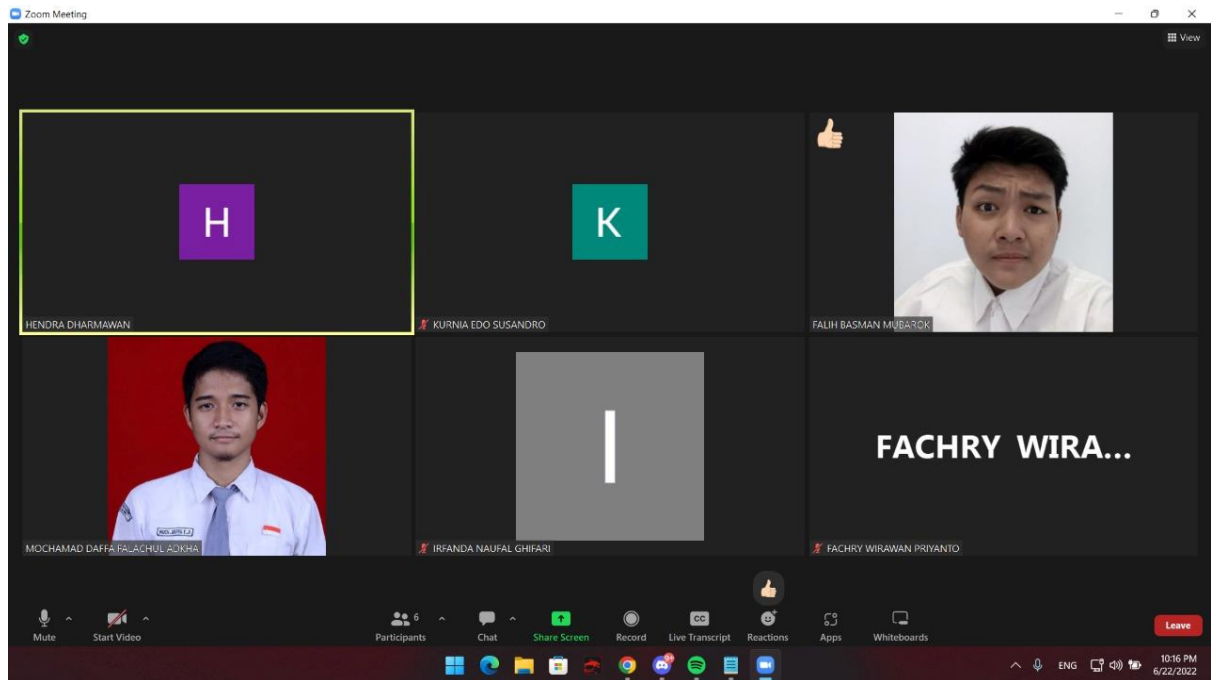 Zoom Meeting
View
H
HENDRA DHARMAWAN
K
KURNIA EDO SUSANDRO
FALIH BASMAN MUBAROK
MOCHAMAD DAFFA FALACHUL ADKHA
I
IRFANDA NAUFAL GHIFARI
FACHRY WIRA...
FACHRY WIRAWAN PRIYANTO
Mute
Start Video
6
Participants
Chat
Share Screen
Record
CC
Live Transcript
Reactions
Apps
Whiteboards
Leave
ENG
10:16 PM
6/22/2022